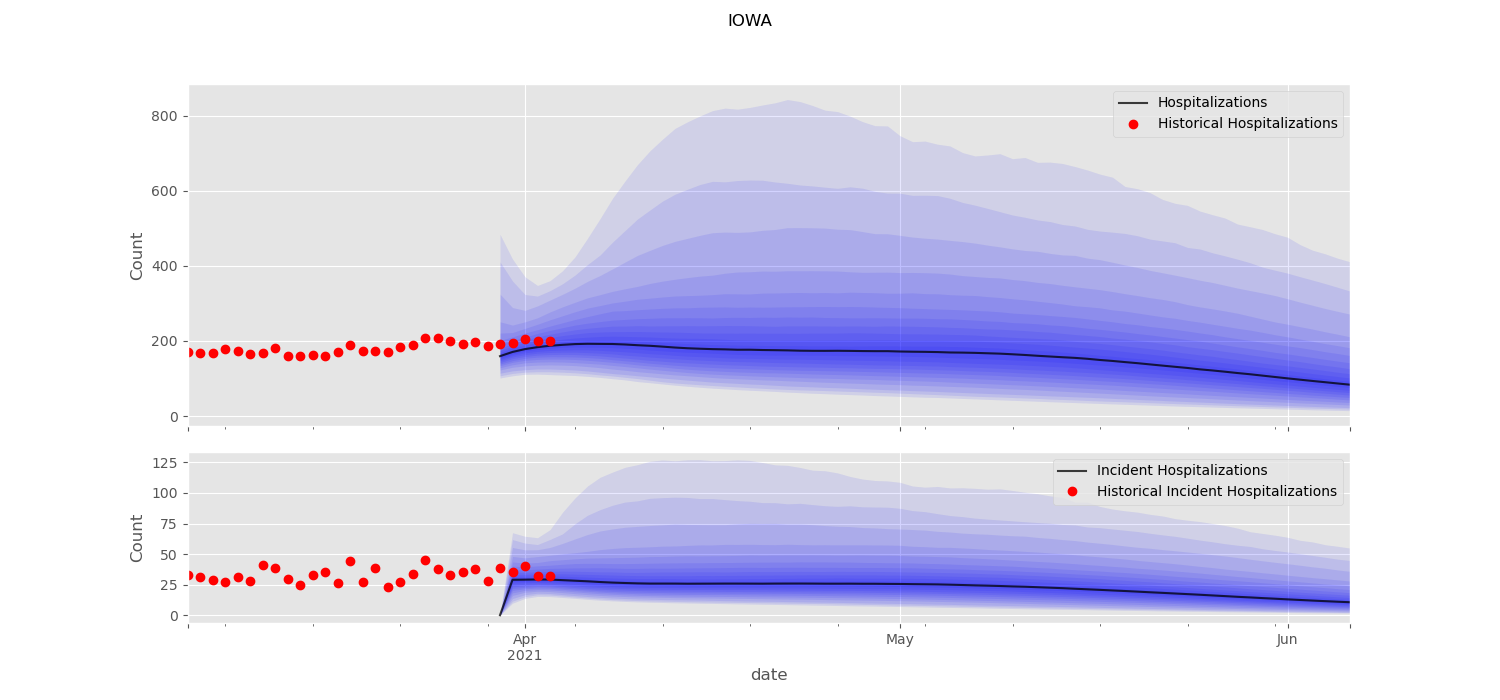 IOWA
Hospitalizations
Historical Hospitalizations
Count
800
600
400
200
0
Incident Hospitalizations
Historical Incident Hospitalizations
Count
125
100
75
50
25
0
Apr
2021
May
Jun
date